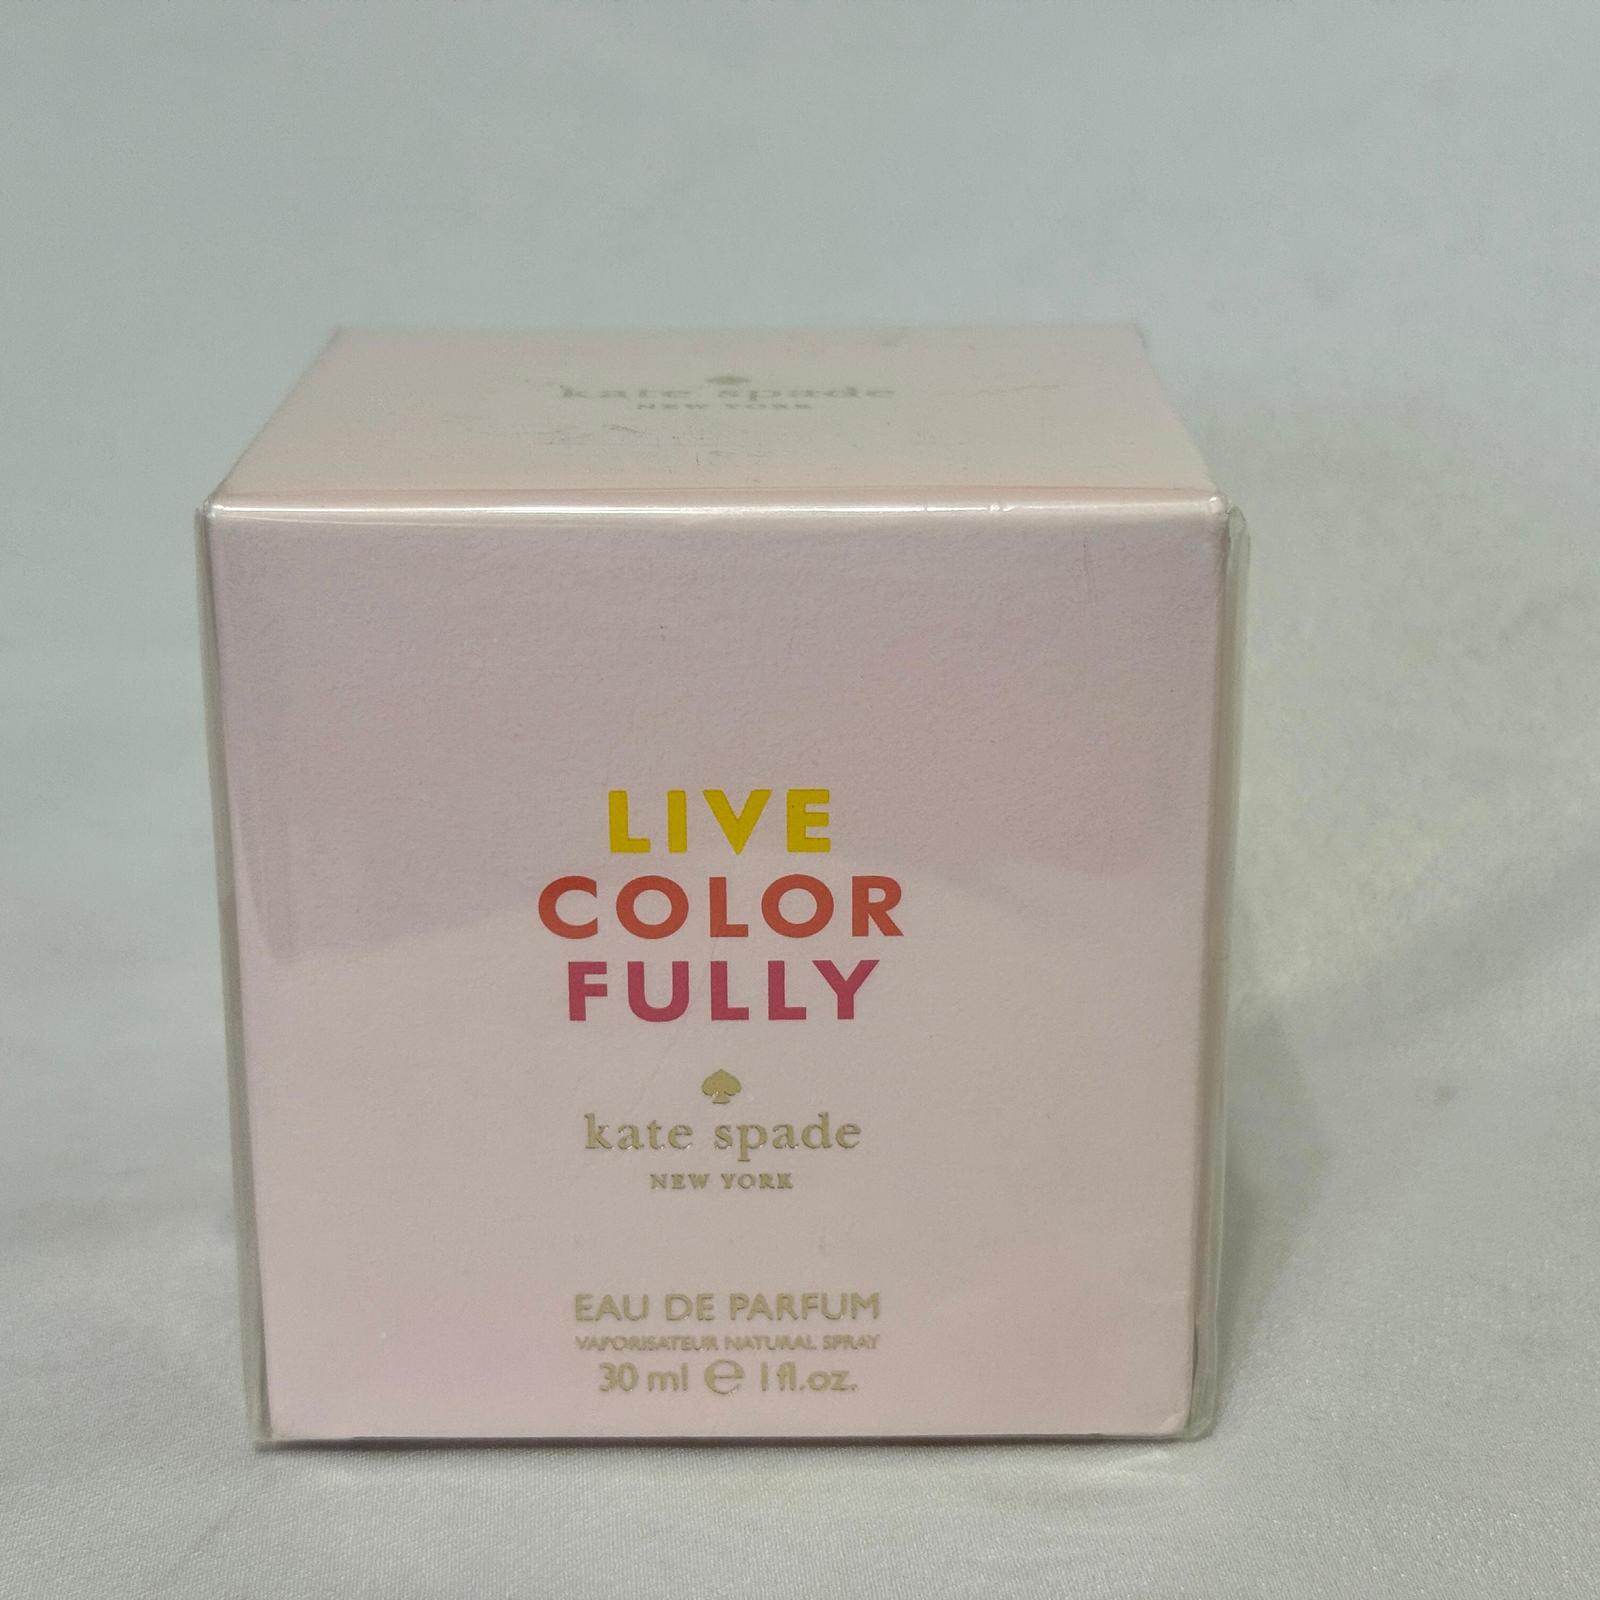 kate spade
NEW YORK
LIVE
COLOR
FULLY
kate spade
NEW YORK
EAU DE PARFUM
VAPORISATEUR NATURAL SPRAY
30 ml ℮ 1 fl.oz.